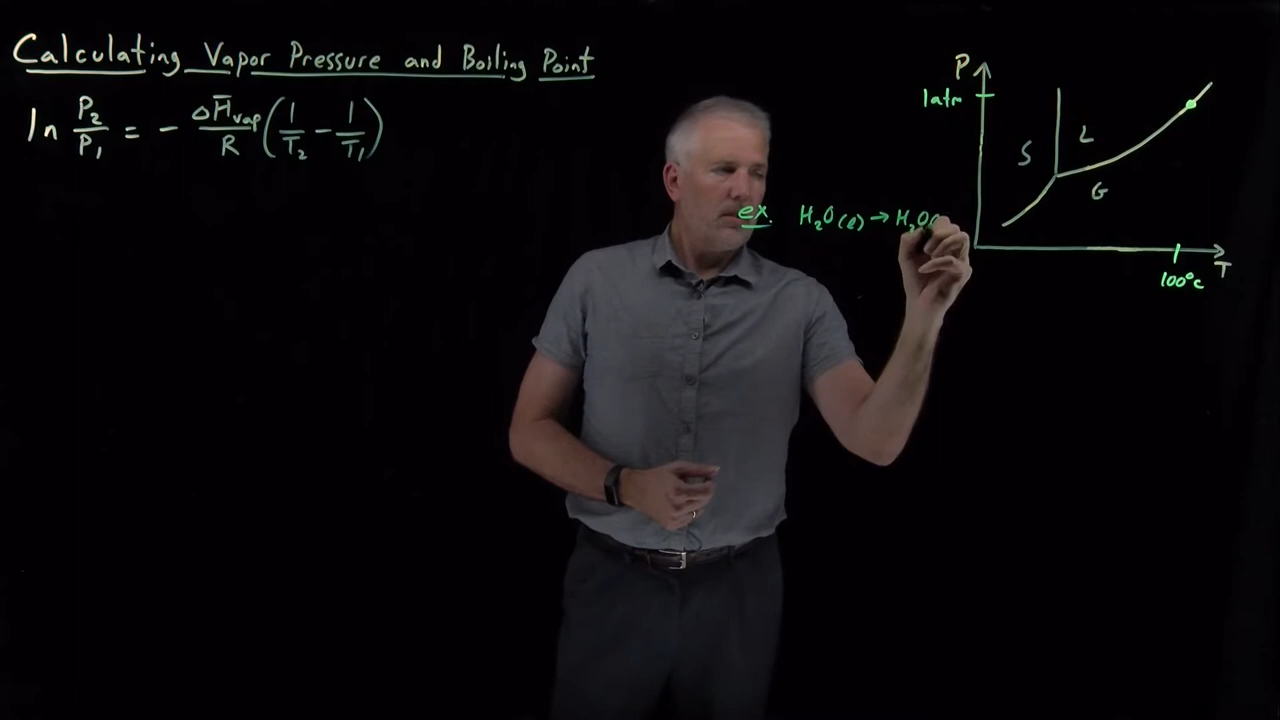 Calculating Vapor Pressure and Boiling Point
ln P₂/P₁ = - ΔH̅vap/R (1/T₂ - 1/T₁)
P
1atm
S
L
G
ex. H₂O(l) → H₂O(
T
100°C